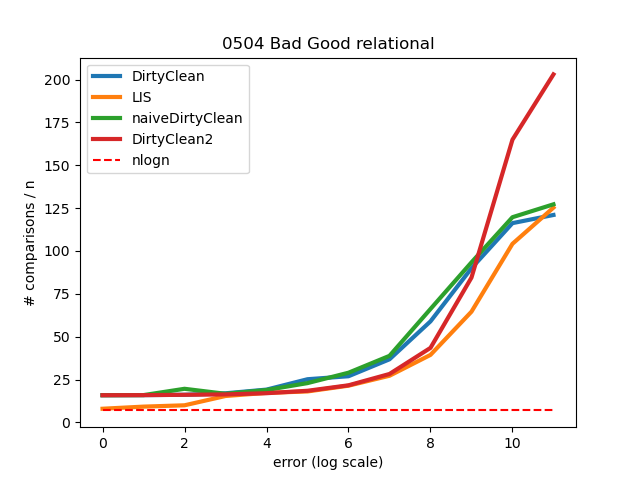 0504 Bad Good relational
DirtyClean
LIS
naiveDirtyClean
DirtyClean2
nlogn
# comparisons / n
200
175
150
125
100
75
50
25
0
0 2 4 6 8 10
error (log scale)